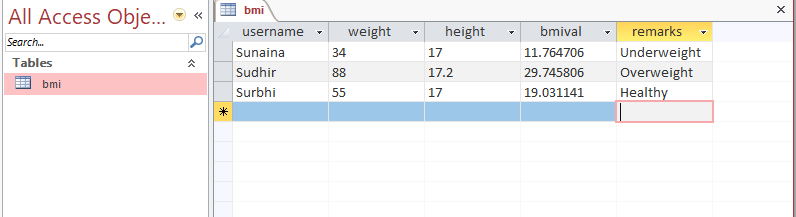 All Access Obje...
Search...
Tables
bmi
bmi
username weight height bmival remarks
Sunaina 34 17 11.764706 Underweight
Sudhir 88 17.2 29.745806 Overweight
Surbhi 55 17 19.031141 Healthy